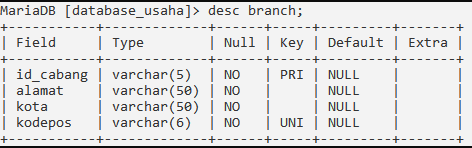 MariaDB [database_usaha]> desc branch;
+-----------+-------------+------+-----+---------+-------+
| Field     | Type        | Null | Key | Default | Extra |
+-----------+-------------+------+-----+---------+-------+
| id_cabang | varchar(5)  | NO   | PRI | NULL    |       |
| alamat    | varchar(50) | NO   |     | NULL    |       |
| kota      | varchar(50) | NO   |     | NULL    |       |
| kodepos   | varchar(6)  | NO   | UNI | NULL    |       |
+-----------+-------------+------+-----+---------+-------+